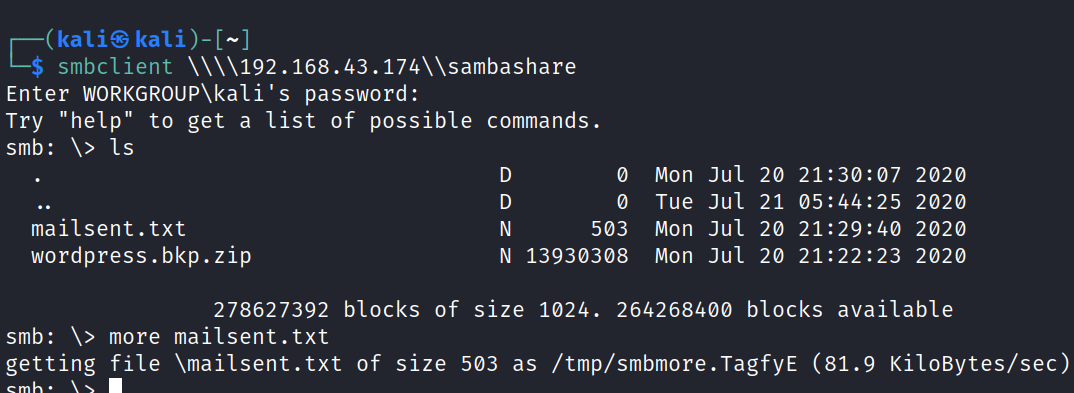 ┌──(kali㉿kali)-[~]
└─$ smbclient \\\\192.168.43.174\\sambashare
Enter WORKGROUP\kali's password:
Try "help" to get a list of possible commands.
smb: \> ls
  .                                   D        0  Mon Jul 20 21:30:07 2020
  ..                                  D        0  Tue Jul 21 05:44:25 2020
  mailsent.txt                        N      503  Mon Jul 20 21:29:40 2020
  wordpress.bkp.zip                   N 13930308  Mon Jul 20 21:22:23 2020
                278627392 blocks of size 1024. 264268400 blocks available
smb: \> more mailsent.txt
getting file \mailsent.txt of size 503 as /tmp/smbmore.TagfyE (81.9 KiloBytes/sec)
smb: \>